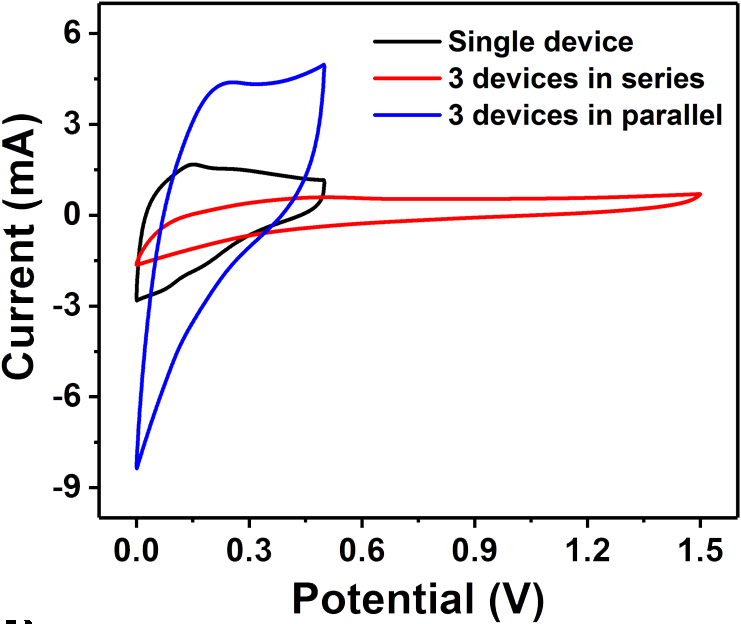 Single device
3 devices in series
3 devices in parallel
6
3
0
-3
-6
-9
Current (mA)
0.0 0.3 0.6 0.9 1.2 1.5
Potential (V)